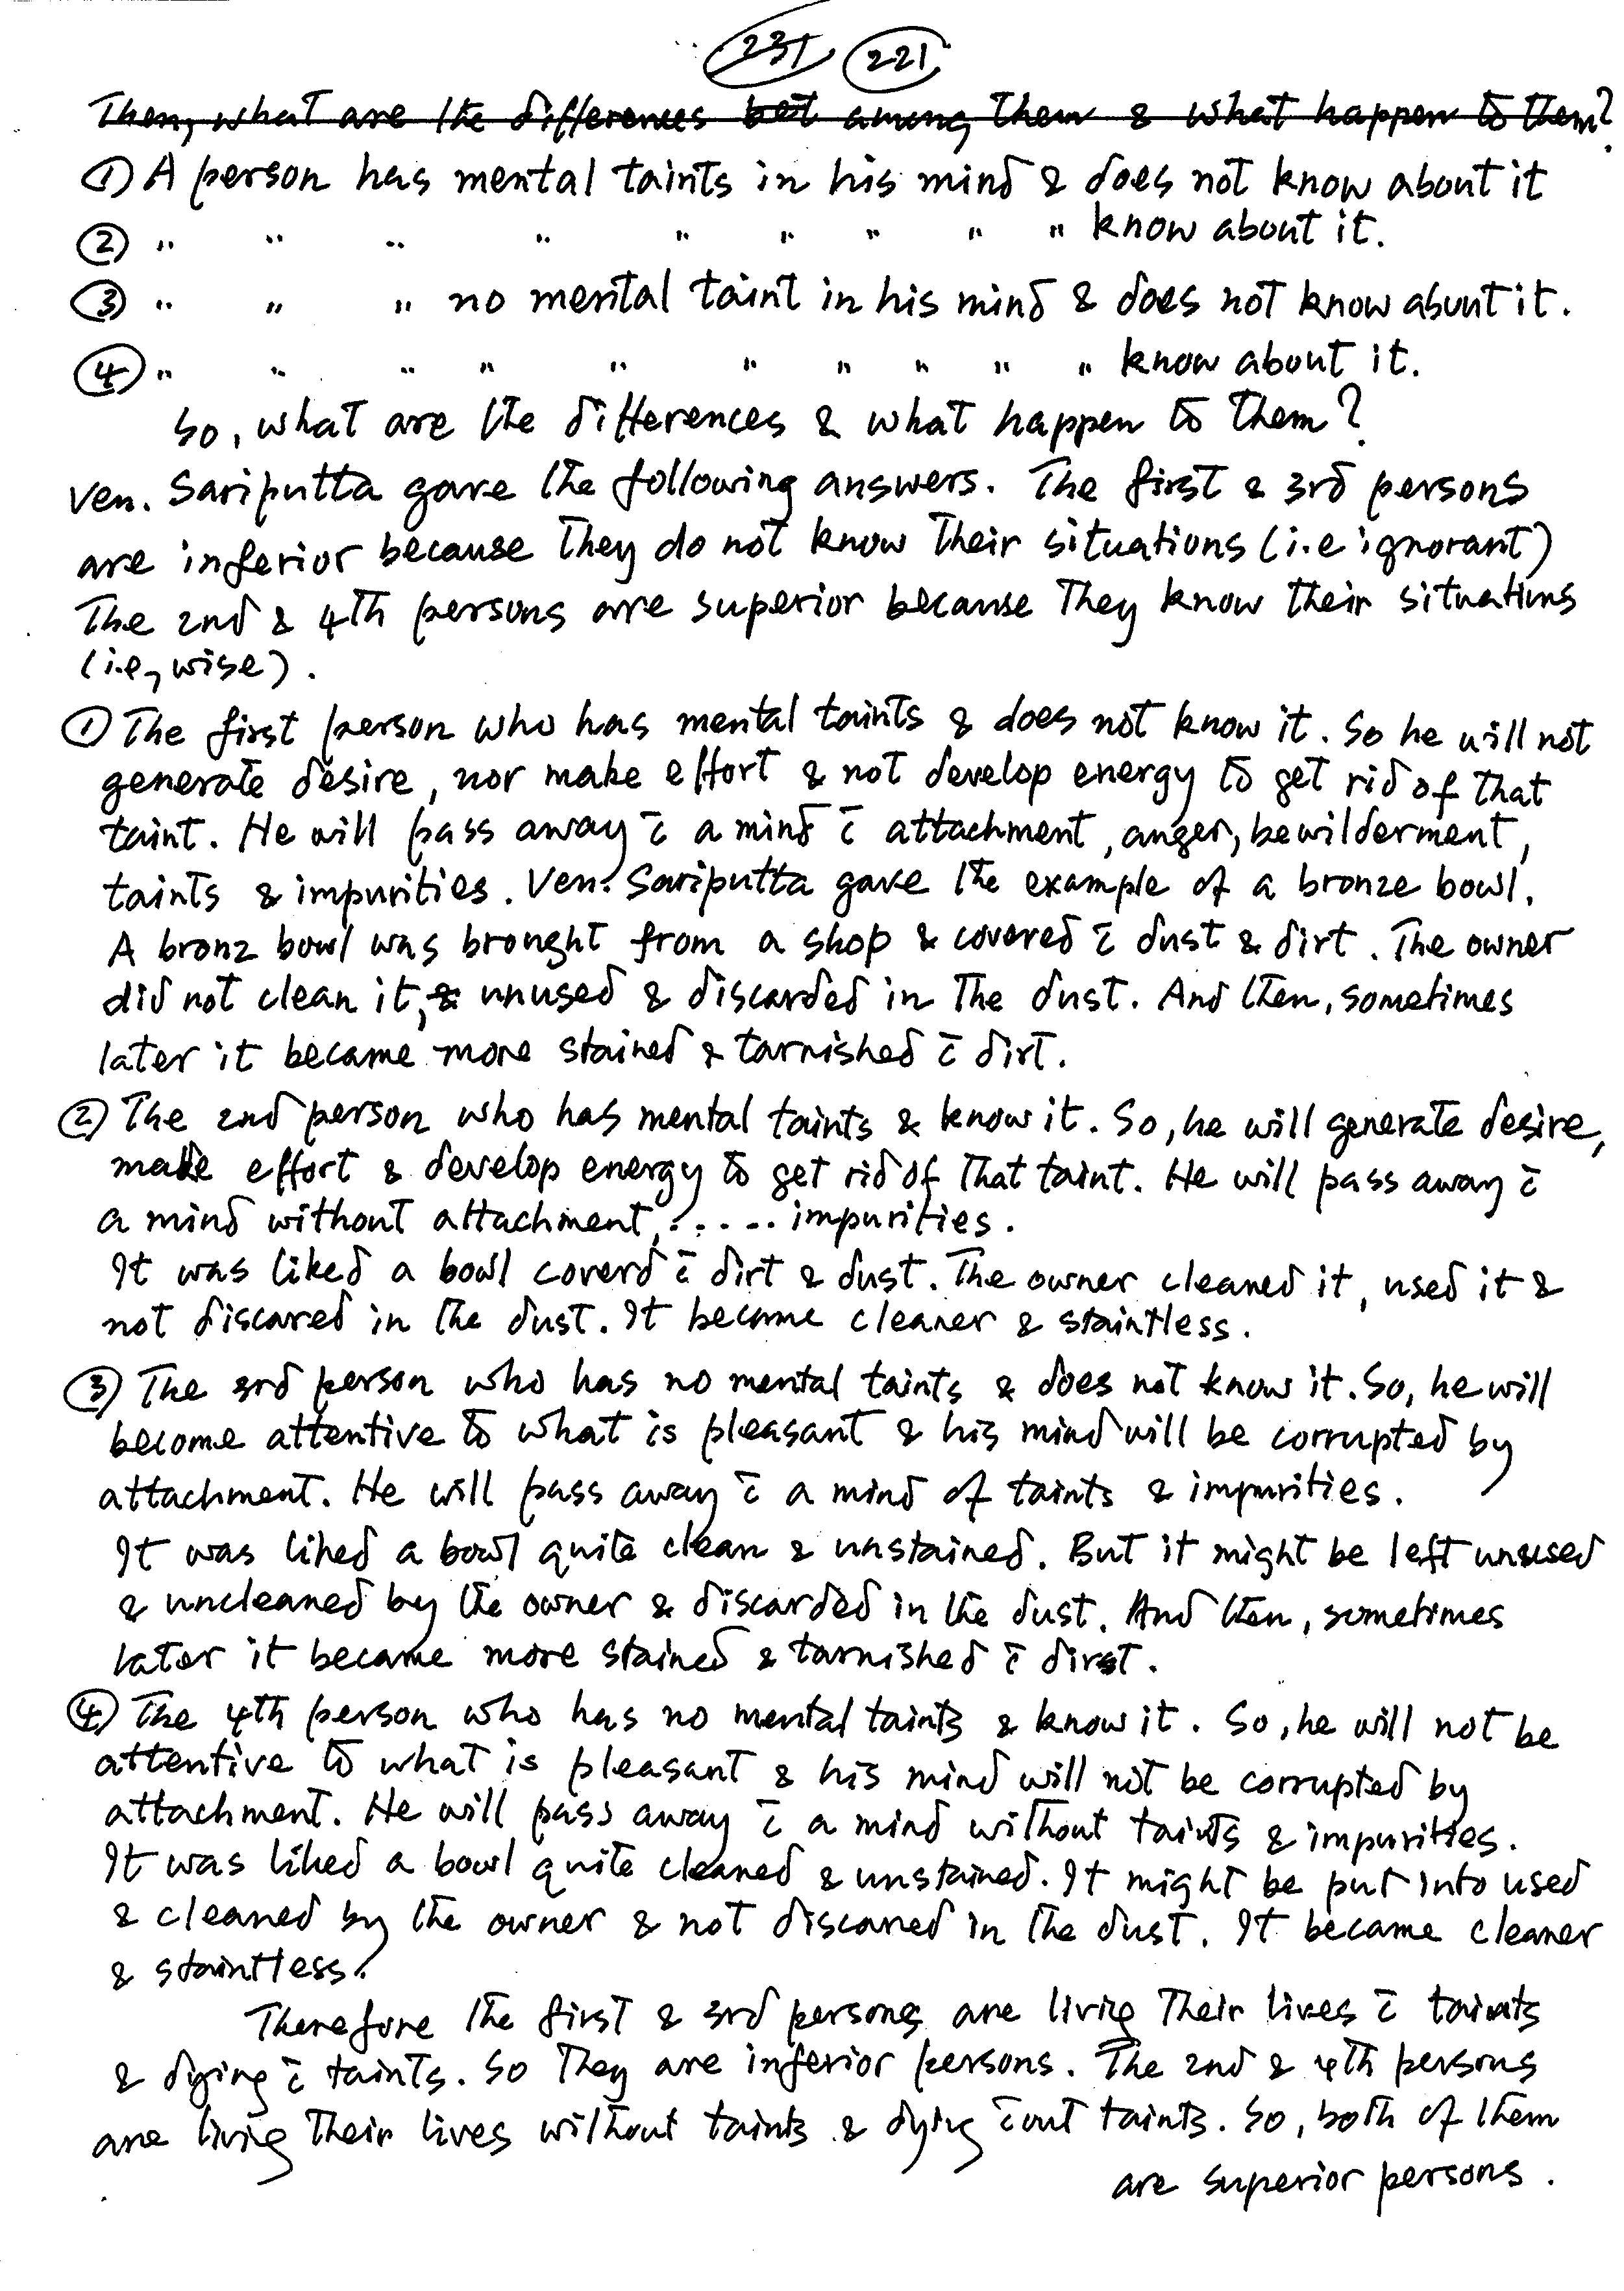 231 221
Then, what are the differences bet among them & what happen to them?
① A person has mental taints in his mind & does not know about it
② " " " " " " " " " know about it.
③ " " " no mental taint in his mind & does not know about it.
④ " " " " " " " " " " know about it.
So, what are the differences & what happen to them?
Ven. Sariputta gave the following answers. The first & 3rd persons
are inferior because they do not know their situations (i.e ignorant)
The 2nd & 4th persons are superior because they know their situations
(i.e, wise).
① The first person who has mental taints & does not know it. So he will not
generate desire, nor make effort & not develop energy to get rid of that
taint. He will pass away c̄ a mind c̄ attachment, anger, bewilderment,
taints & impurities. Ven. Sariputta gave the example of a bronze bowl.
A bronz bowl was brought from a shop & covered c̄ dust & dirt. The owner
did not clean it, & unused & discarded in the dust. And then, sometimes
later it became more stained & tarnished c̄ dirt.
② The 2nd person who has mental taints & know it. So, he will generate desire,
make effort & develop energy to get rid of that taint. He will pass away c̄
a mind without attachment, ..... impurities.
It was liked a bowl coverd c̄ dirt & dust. The owner cleaned it, used it &
not discared in the dust. It became cleaner & staintless.
③ The 3rd person who has no mental taints & does not know it. So, he will
become attentive to what is pleasant & his mind will be corrupted by
attachment. He will pass away c̄ a mind of taints & impurities.
It was liked a bowl quite clean & unstained. But it might be left unused
& uncleaned by the owner & discarded in the dust. And then, sometimes
later it became more stained & tarnished c̄ dirt.
④ The 4th person who has no mental taints & know it. So, he will not be
attentive to what is pleasant & his mind will not be corrupted by
attachment. He will pass away c̄ a mind without taints & impurities.
It was liked a bowl quite cleaned & unstained. It might be put into used
& cleaned by the owner & not discared in the dust. It became cleaner
& staintless.
Therefore the first & 3rd persons are living their lives c̄ taints
& dying c̄ taints. So they are inferior persons. The 2nd & 4th persons
are living their lives without taints & dying c̄out taints. So, both of them
are superior persons.